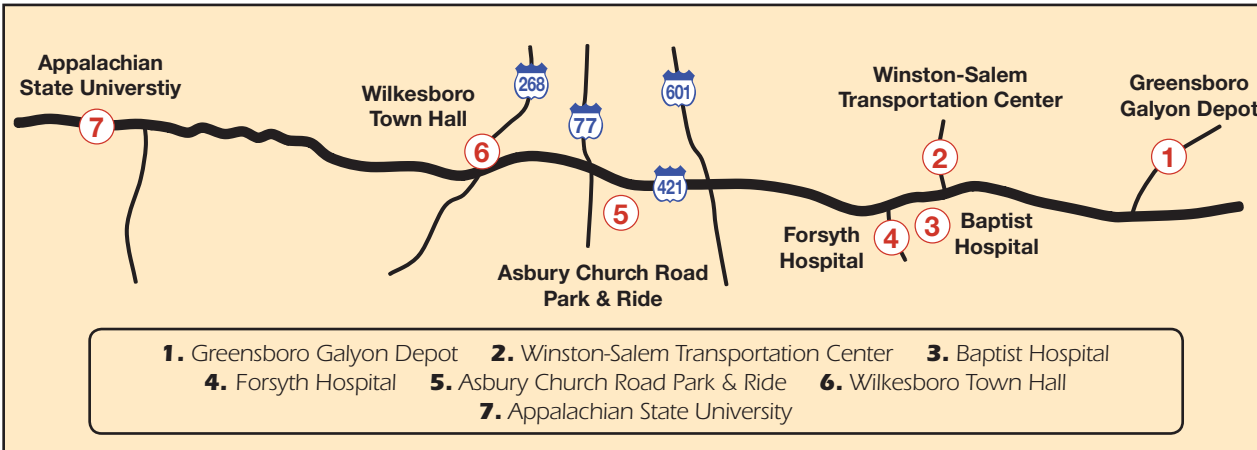 Appalachian
State Universtiy
7
Wilkesboro
Town Hall
6
268
77
601
421
5
Asbury Church Road
Park & Ride
Winston-Salem
Transportation Center
2
Greensboro
Galyon Depot
1
Forsyth
Hospital
4
3
Baptist
Hospital
1. Greensboro Galyon Depot 2. Winston-Salem Transportation Center 3. Baptist Hospital
4. Forsyth Hospital 5. Asbury Church Road Park & Ride 6. Wilkesboro Town Hall
7. Appalachian State University